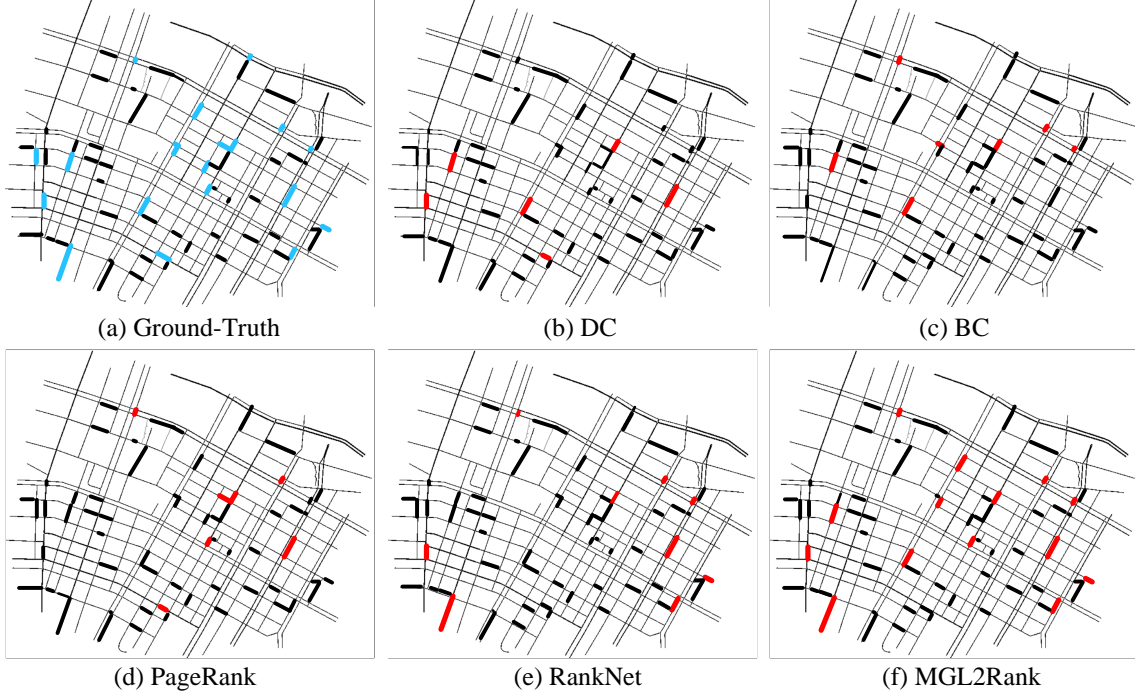 (a) Ground-Truth
(b) DC
(c) BC
(d) PageRank
(e) RankNet
(f) MGL2Rank